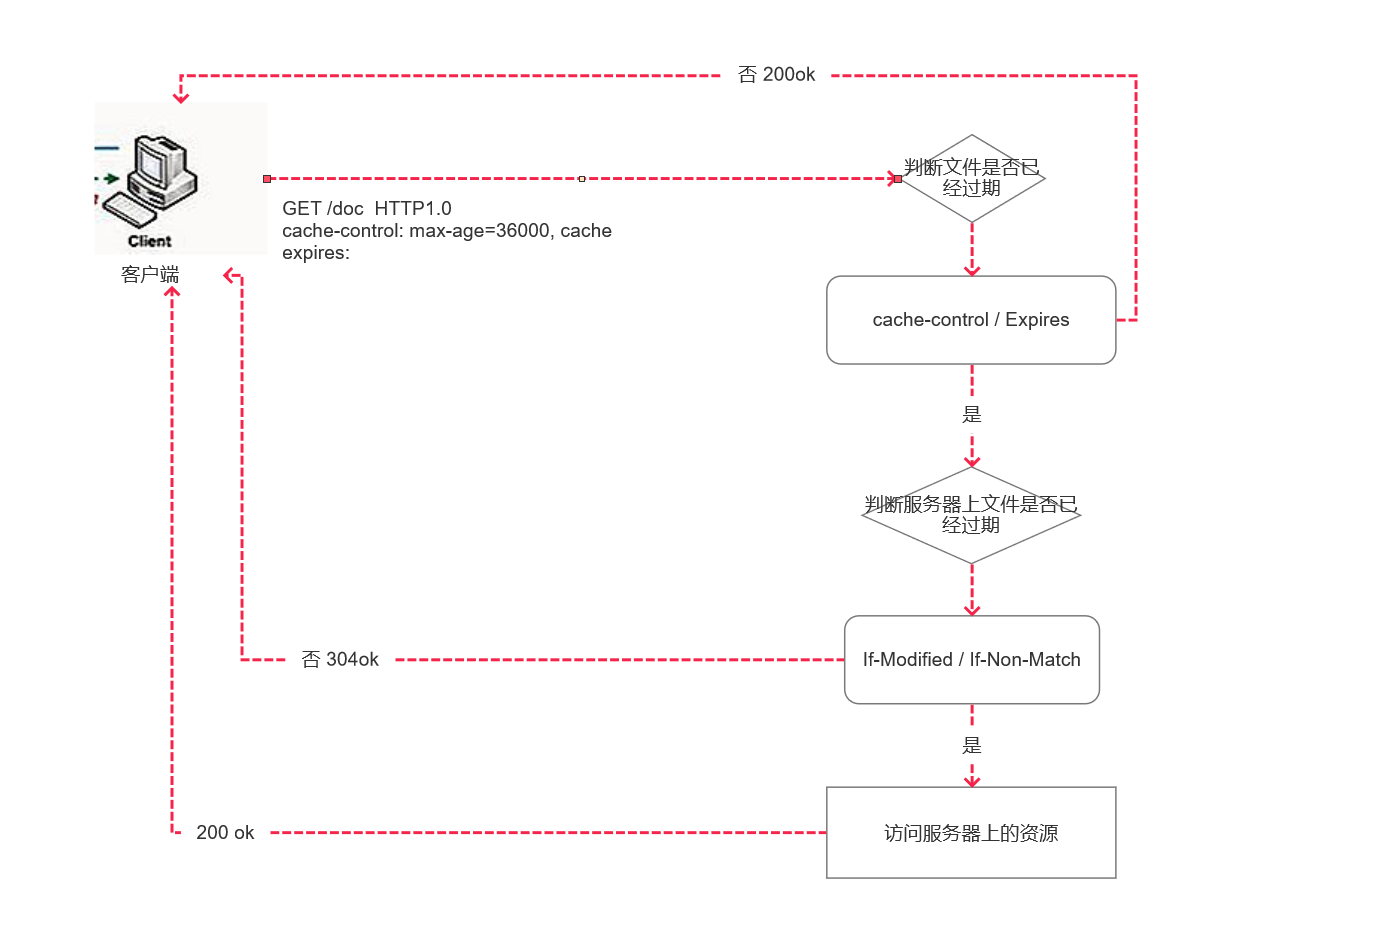 否 200ok
判断文件是否已
经过期
GET /doc  HTTP1.0
cache-control: max-age=36000, cache
expires:
Client
客户端
cache-control / Expires
是
判断服务器上文件是否已
经过期
If-Modified / If-Non-Match
否 304ok
是
访问服务器上的资源
200 ok